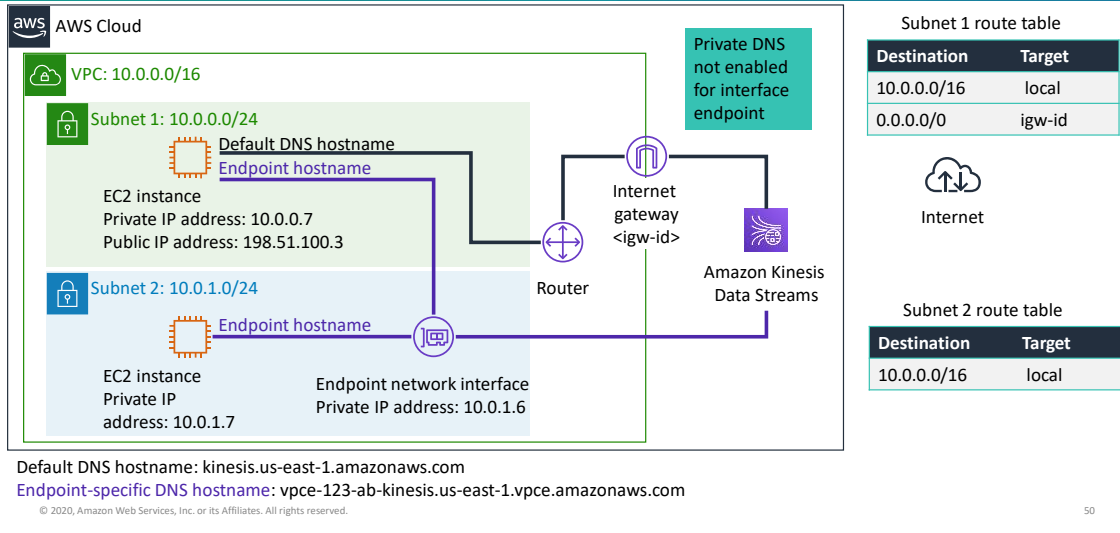 aws AWS Cloud
VPC: 10.0.0.0/16
Subnet 1: 10.0.0.0/24
Default DNS hostname
Endpoint hostname
EC2 instance
Private IP address: 10.0.0.7
Public IP address: 198.51.100.3
Subnet 2: 10.0.1.0/24
Endpoint hostname
EC2 instance
Private IP
address: 10.0.1.7
Endpoint network interface
Private IP address: 10.0.1.6
Router
Internet
gateway
<igw-id>
Private DNS
not enabled
for interface
endpoint
Amazon Kinesis
Data Streams
Subnet 1 route table
Destination Target
10.0.0.0/16 local
0.0.0.0/0 igw-id
Internet
Subnet 2 route table
Destination Target
10.0.0.0/16 local
Default DNS hostname: kinesis.us-east-1.amazonaws.com
Endpoint-specific DNS hostname: vpce-123-ab-kinesis.us-east-1.vpce.amazonaws.com
© 2020, Amazon Web Services, Inc. or its Affiliates. All rights reserved.
50